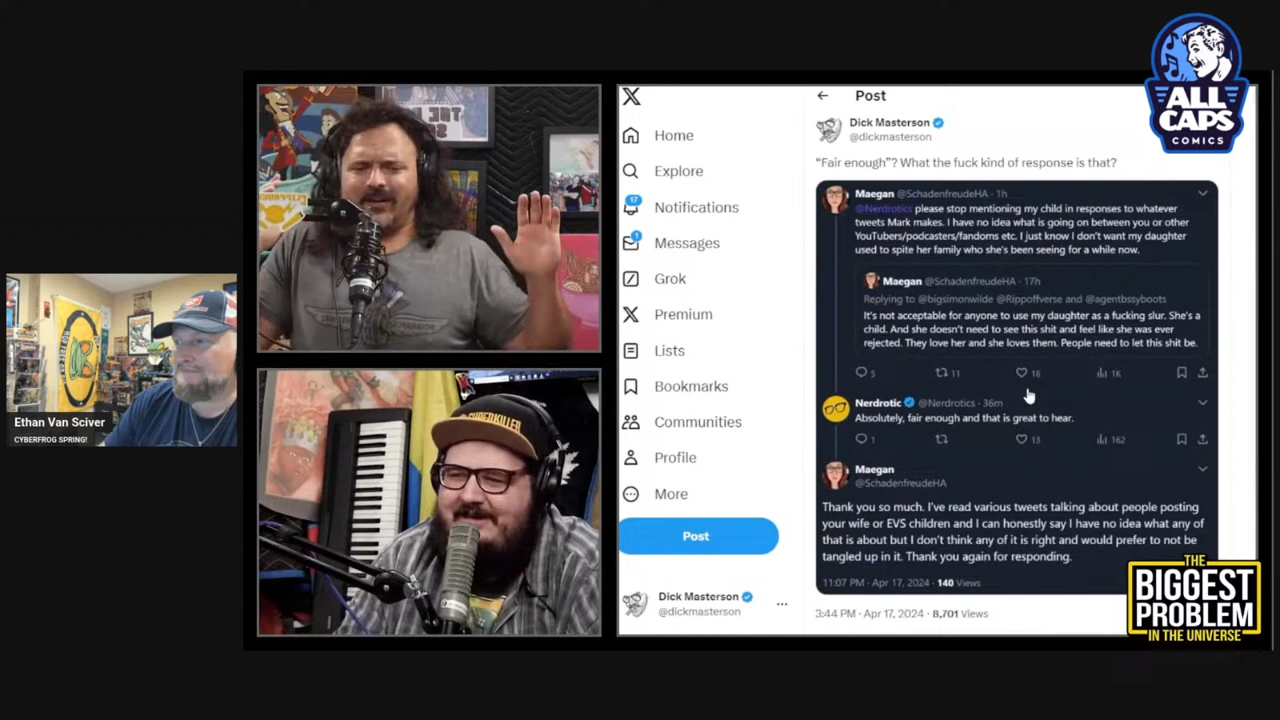 ALL
CAPS
COMICS
Ethan Van Sciver
CYBERFROG SPRING!
CYBERKILLER
Home
Explore
17
Notifications
1
Messages
Grok
Premium
Lists
Bookmarks
Communities
Profile
More
Post
Dick Masterson
@dickmasterson
Post
Dick Masterson
@dickmasterson
“Fair enough”? What the fuck kind of response is that?
Maegan @SchadenfreudeHA · 1h
@Nerdrotics please stop mentioning my child in responses to whatever
tweets Mark makes. I have no idea what is going on between you or other
YouTubers/podcasters/fandoms etc. I just know I don't want my daughter
used to spite her family who she's been seeing for a while now.
Maegan @SchadenfreudeHA · 17h
Replying to @bigsimonwilde @Rippoffverse and @agentbssyboots
It's not acceptable for anyone to use my daughter as a fucking slur. She's a
child. And she doesn't need to see this shit and feel like she was ever
rejected. They love her and she loves them. People need to let this shit be.
5 11 18 1K
Nerdrotic @Nerdrotics · 36m
Absolutely, fair enough and that is great to hear.
1 13 162
Maegan
@SchadenfreudeHA
Thank you so much. I've read various tweets talking about people posting
your wife or EVS children and I can honestly say I have no idea what any of
that is about but I don't think any of it is right and would prefer to not be
tangled up in it. Thank you again for responding.
11:07 PM · Apr 17, 2024 · 140 Views
3:44 PM · Apr 17, 2024 · 8,701 Views
THE
BIGGEST
PROBLEM
IN THE UNIVERSE